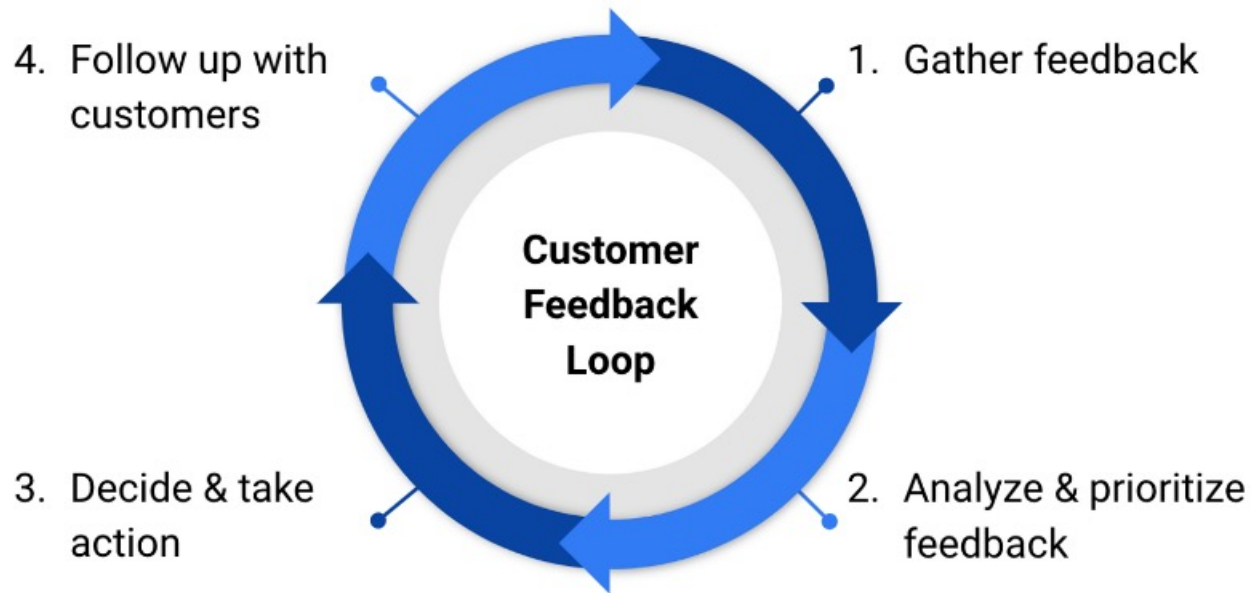 Customer
Feedback
Loop
1. Gather feedback
2. Analyze & prioritize
feedback
3. Decide & take
action
4. Follow up with
customers